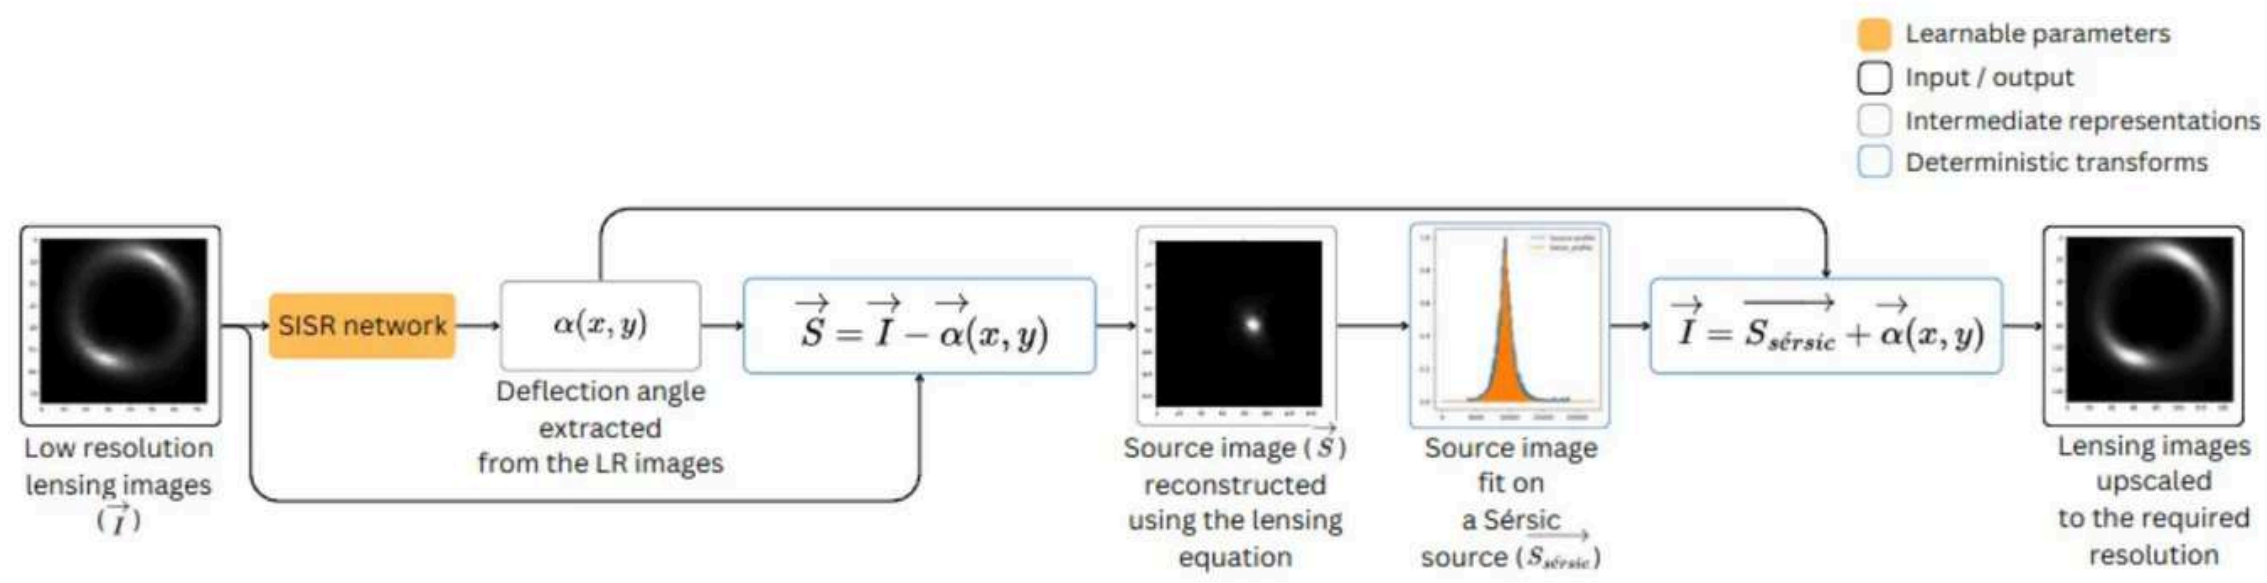 Learnable parameters
Input / output
Intermediate representations
Deterministic transforms
SISR network
α(x, y)
Deflection angle
extracted
from the LR images
S⃗ = I⃗ − α⃗(x, y)
I⃗ = S⃗sérsic + α⃗(x, y)
Low resolution
lensing images
(I⃗)
Source image (S⃗)
reconstructed
using the lensing
equation
Source image
fit on
a Sérsic
source (S⃗sérsic)
Lensing images
upscaled
to the required
resolution